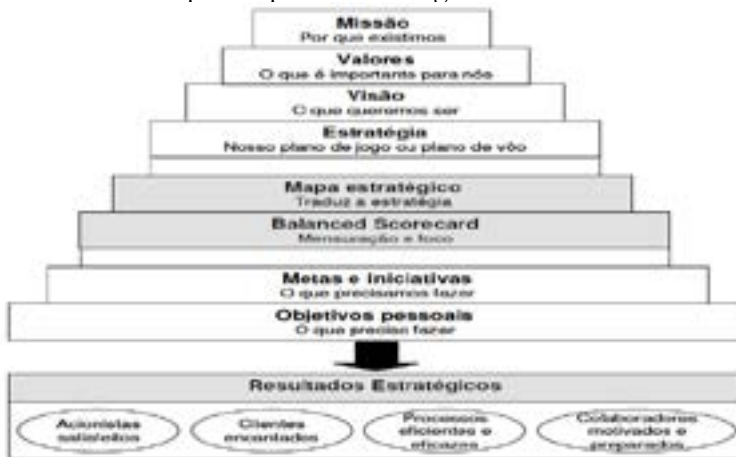 Missão
Por que existimos
Valores
O que é importante para nós
Visão
O que queremos ser
Estratégia
Nosso plano de jogo ou plano de vôo
Mapa estratégico
Traduz a estratégia
Balanced Scorecard
Mensuração e foco
Metas e iniciativas
O que precisamos fazer
Objetivos pessoais
O que preciso fazer
Resultados Estratégicos
Acionistas
satisfeitos
Clientes
encantados
Processos
eficientes e
eficazes
Colaboradores
motivados e
preparados